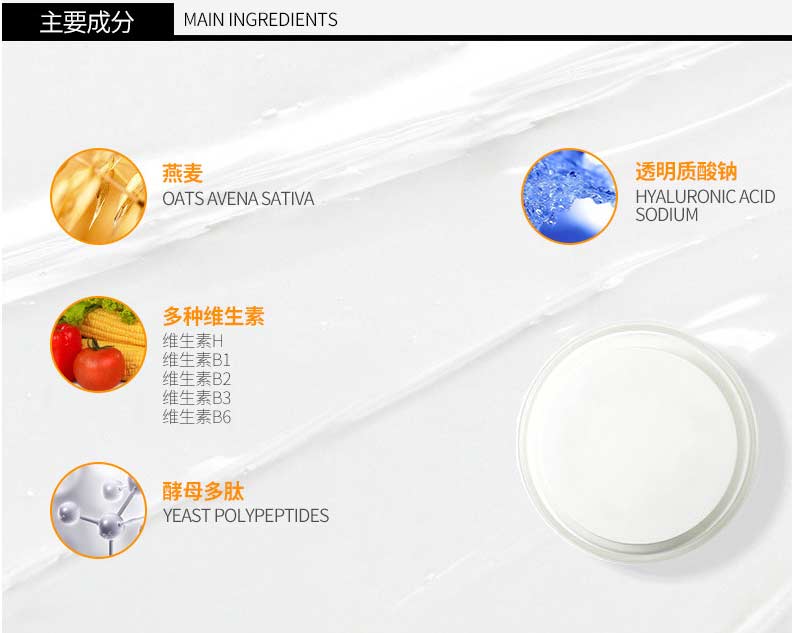 主要成分 MAIN INGREDIENTS
燕麦
OATS AVENA SATIVA
透明质酸钠
HYALURONIC ACID
SODIUM
多种维生素
维生素H
维生素B1
维生素B2
维生素B3
维生素B6
酵母多肽
YEAST POLYPEPTIDES